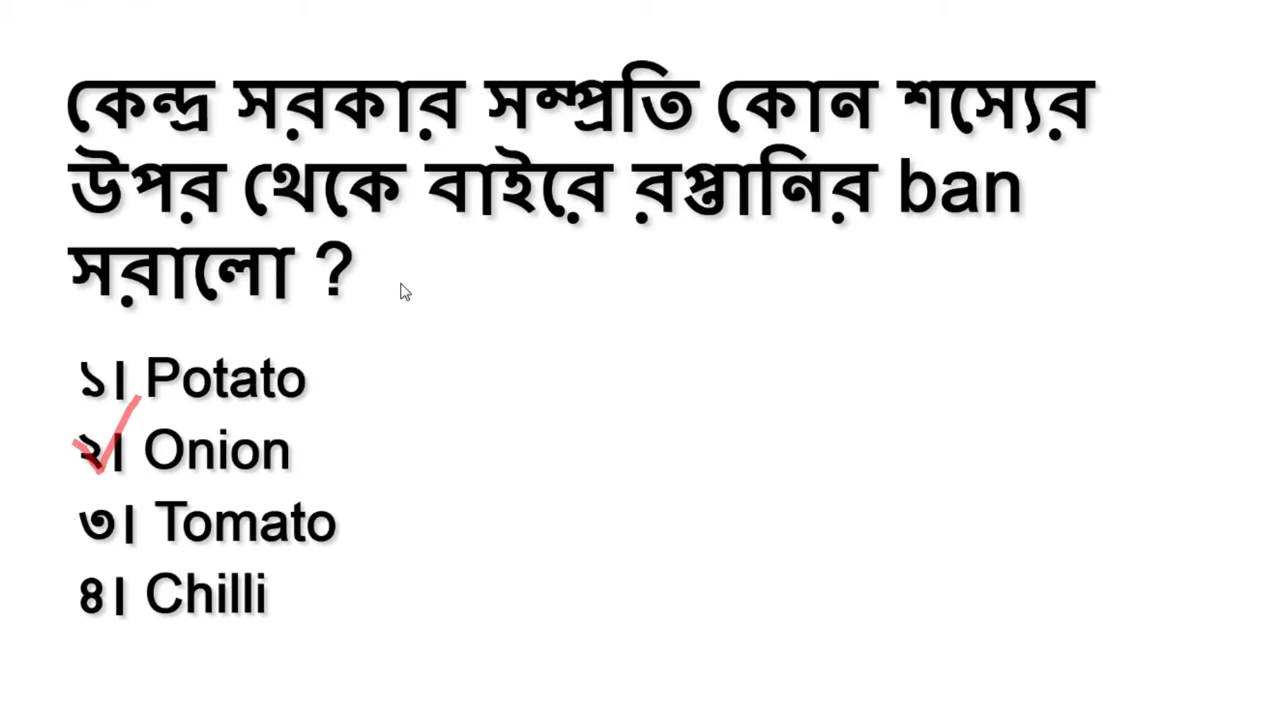 কেন্দ্র সরকার সম্প্রতি কোন শস্যের
উপর থেকে বাইরে রপ্তানির ban
সরালো ?
১। Potato
২। Onion
৩। Tomato
৪। Chilli